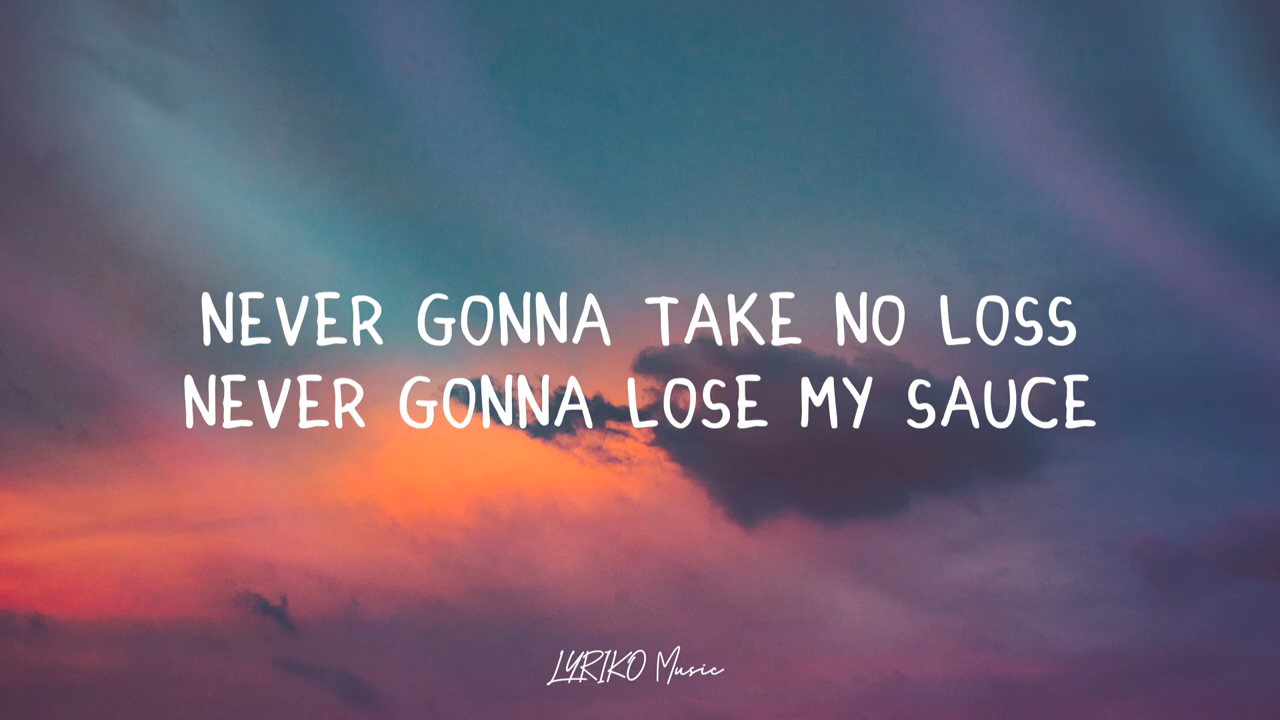 NEVER GONNA TAKE NO LOSS
NEVER GONNA LOSE MY SAUCE
LYRIKO Music